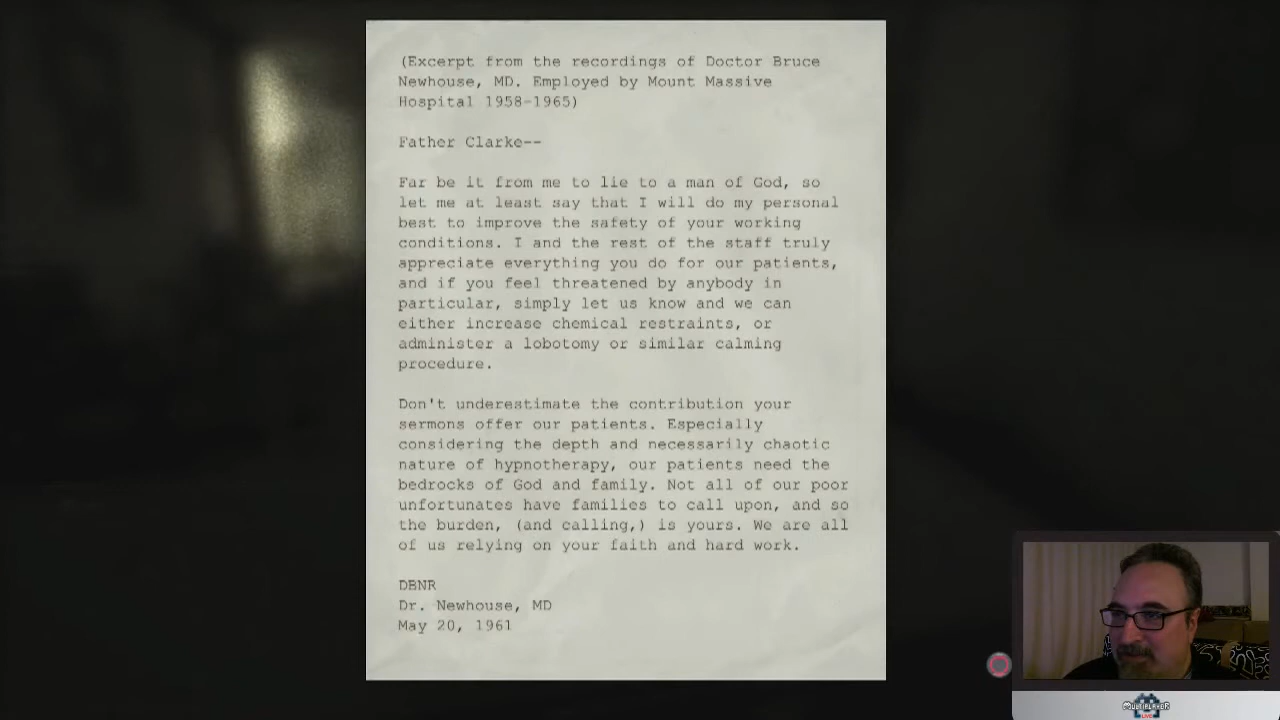 (Excerpt from the recordings of Doctor Bruce
Newhouse, MD. Employed by Mount Massive
Hospital 1958-1965)
Father Clarke--
Far be it from me to lie to a man of God, so
let me at least say that I will do my personal
best to improve the safety of your working
conditions. I and the rest of the staff truly
appreciate everything you do for our patients,
and if you feel threatened by anybody in
particular, simply let us know and we can
either increase chemical restraints, or
administer a lobotomy or similar calming
procedure.
Don't underestimate the contribution your
sermons offer our patients. Especially
considering the depth and necessarily chaotic
nature of hypnotherapy, our patients need the
bedrocks of God and family. Not all of our poor
unfortunates have families to call upon, and so
the burden, (and calling,) is yours. We are all
of us relying on your faith and hard work.
DBNR
Dr. Newhouse, MD
May 20, 1961
MULTIPLAYER
LIVE